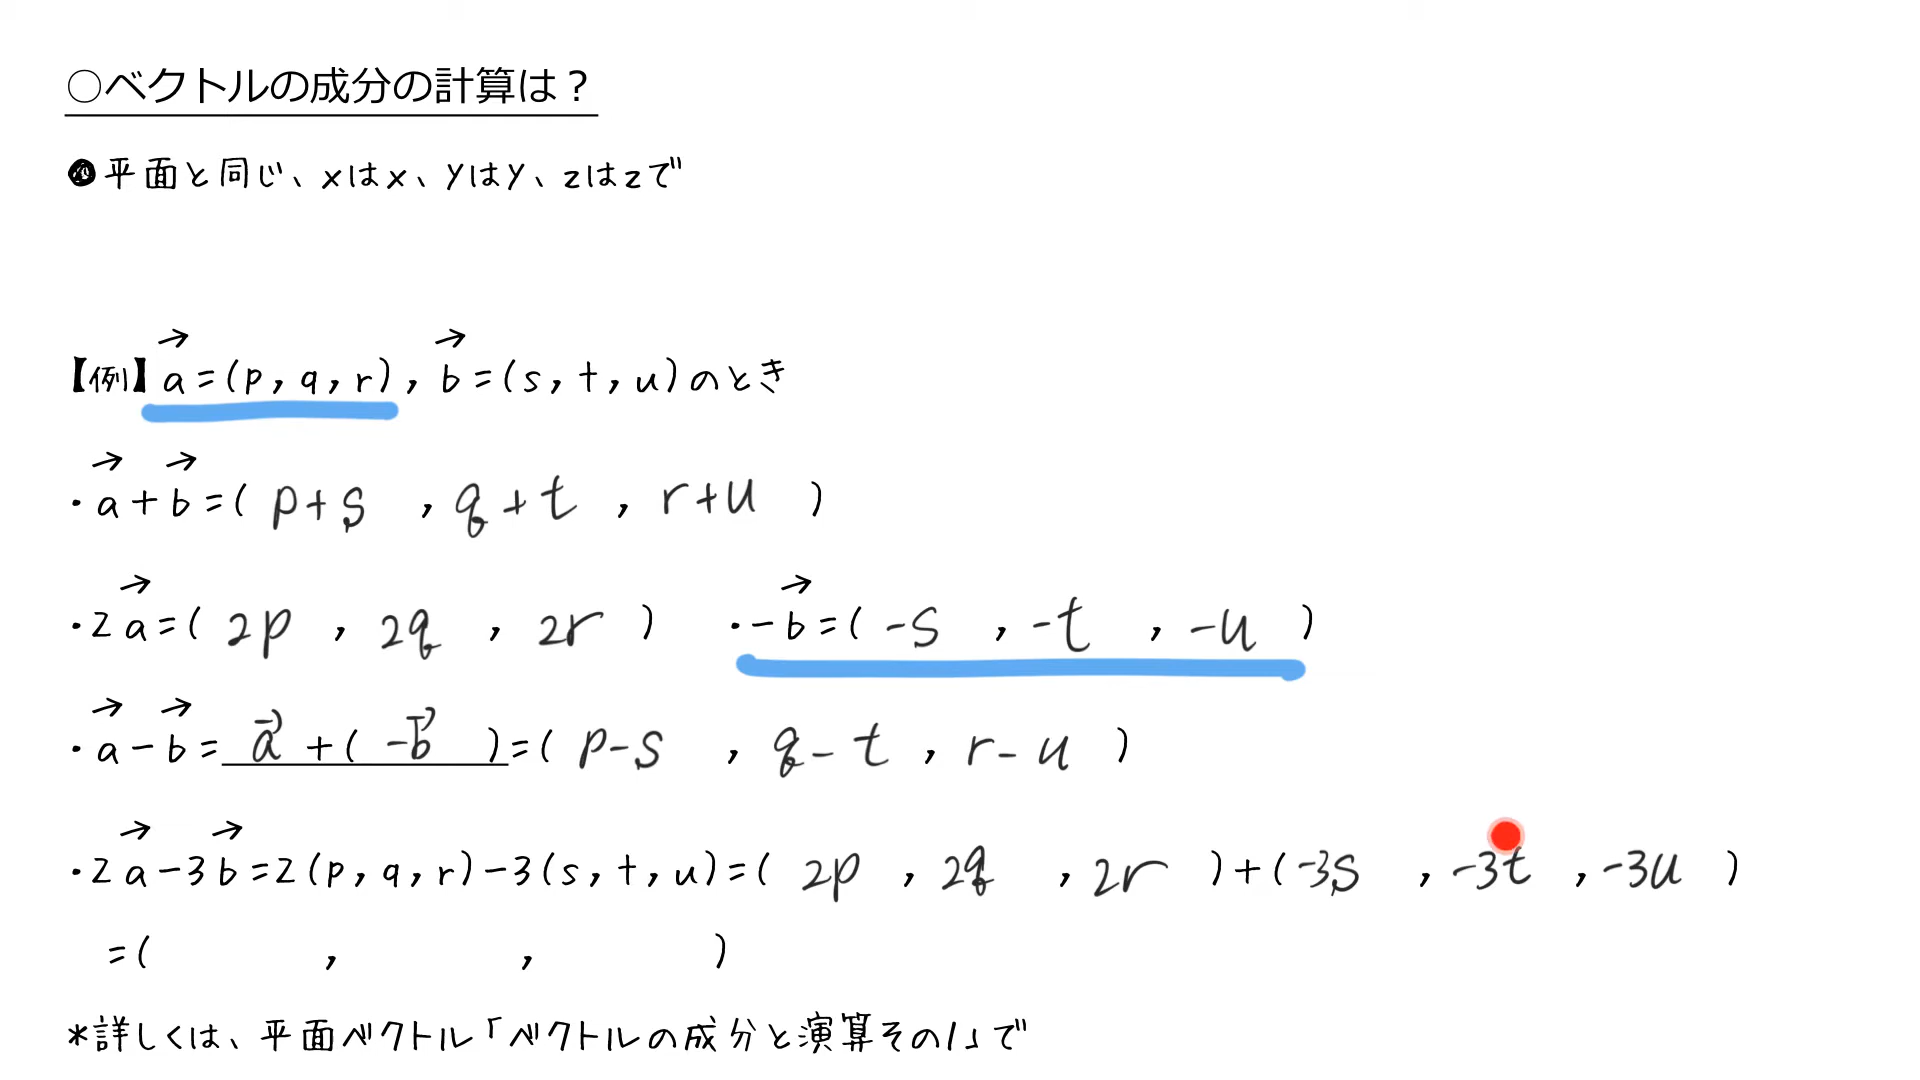 ○ベクトルの成分の計算は？
平面と同じ、xはx、yはy、zはzで
【例】a→=(p,q,r),b→=(s,t,u)のとき
・a→+b→=(p+s,q+t,r+u)
・2a→=(2p,2q,2r) ・-b→=(-s,-t,-u)
・a→-b→=a→+(-b→)=(p-s,q-t,r-u)
・2a→-3b→=2(p,q,r)-3(s,t,u)=(2p,2q,2r)+(-3s,-3t,-3u)
=( , , )
*詳しくは、平面ベクトル「ベクトルの成分と演算その1」で